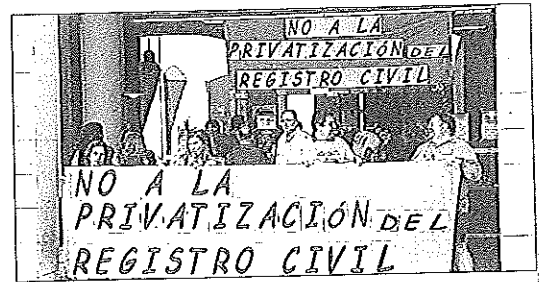 NO A LA
PRIVATIZACIÓN DEL
REGISTRO CIVIL
NO A LA
PRIVATIZACIÓN DEL
REGISTRO CIVIL